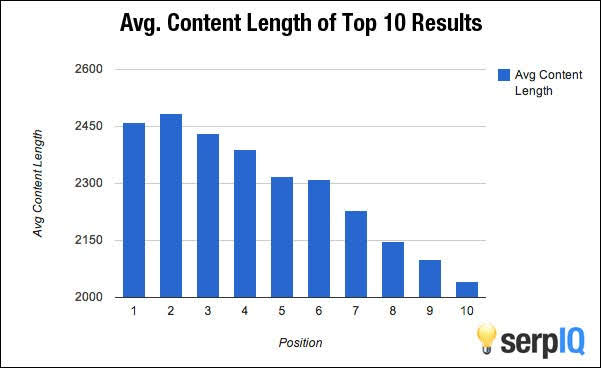 Avg. Content Length of Top 10 Results
2600
2450
2300
2150
2000
Avg Content Length
1 2 3 4 5 6 7 8 9 10
Position
Avg Content
Length
serpIQ